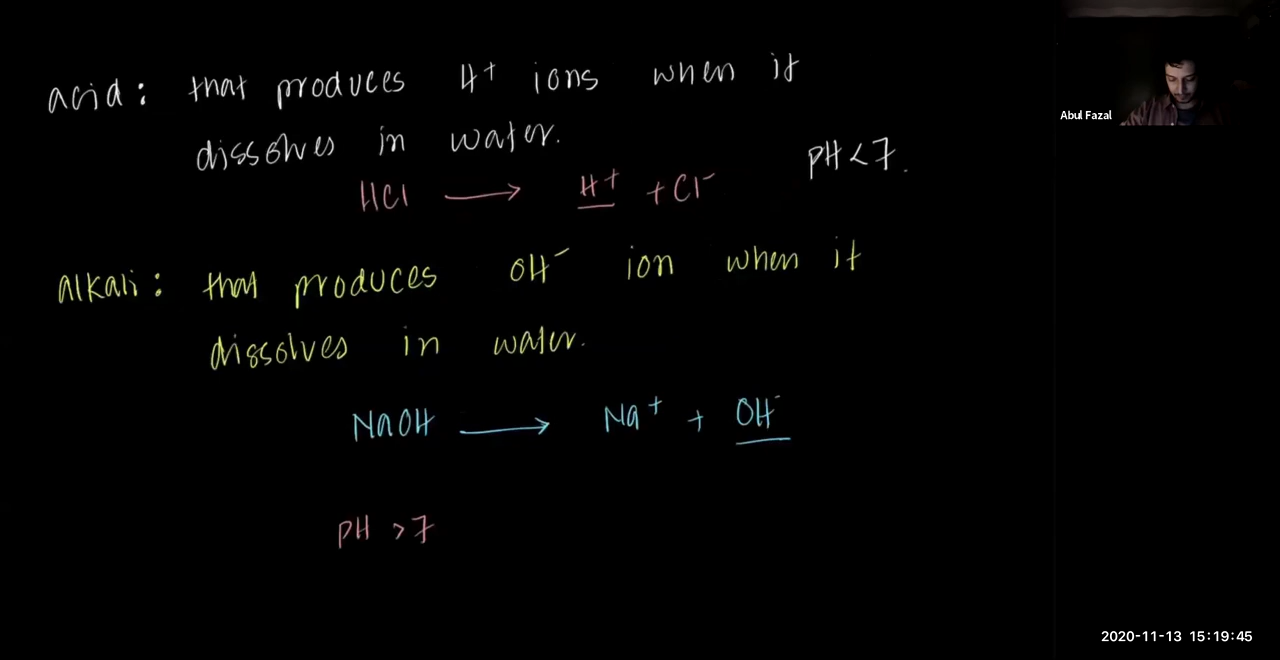 acid: that produces H⁺ ions when it
dissolves in water.
pH < 7.
HCl ⟶ H⁺ + Cl⁻
alkali: that produces OH⁻ ion when it
dissolves in water.
NaOH ⟶ Na⁺ + OH⁻
pH > 7
Abul Fazal
2020-11-13 15:19:45